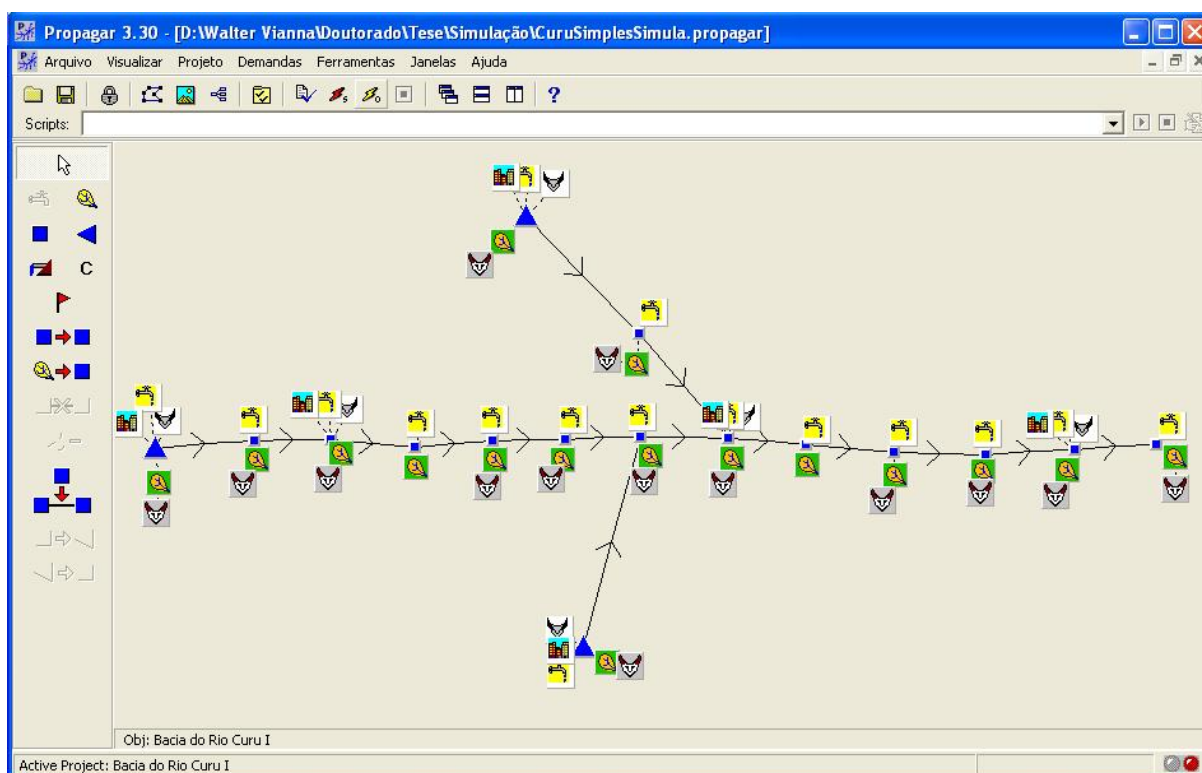 Propagar 3.30 - [D:\Walter Vianna\Doutorado\Tese\Simulação\CuruSimplesSimula.propagar]
Arquivo Visualizar Projeto Demandas Ferramentas Janelas Ajuda
Scripts:
C
Obj: Bacia do Rio Curu I
Active Project: Bacia do Rio Curu I